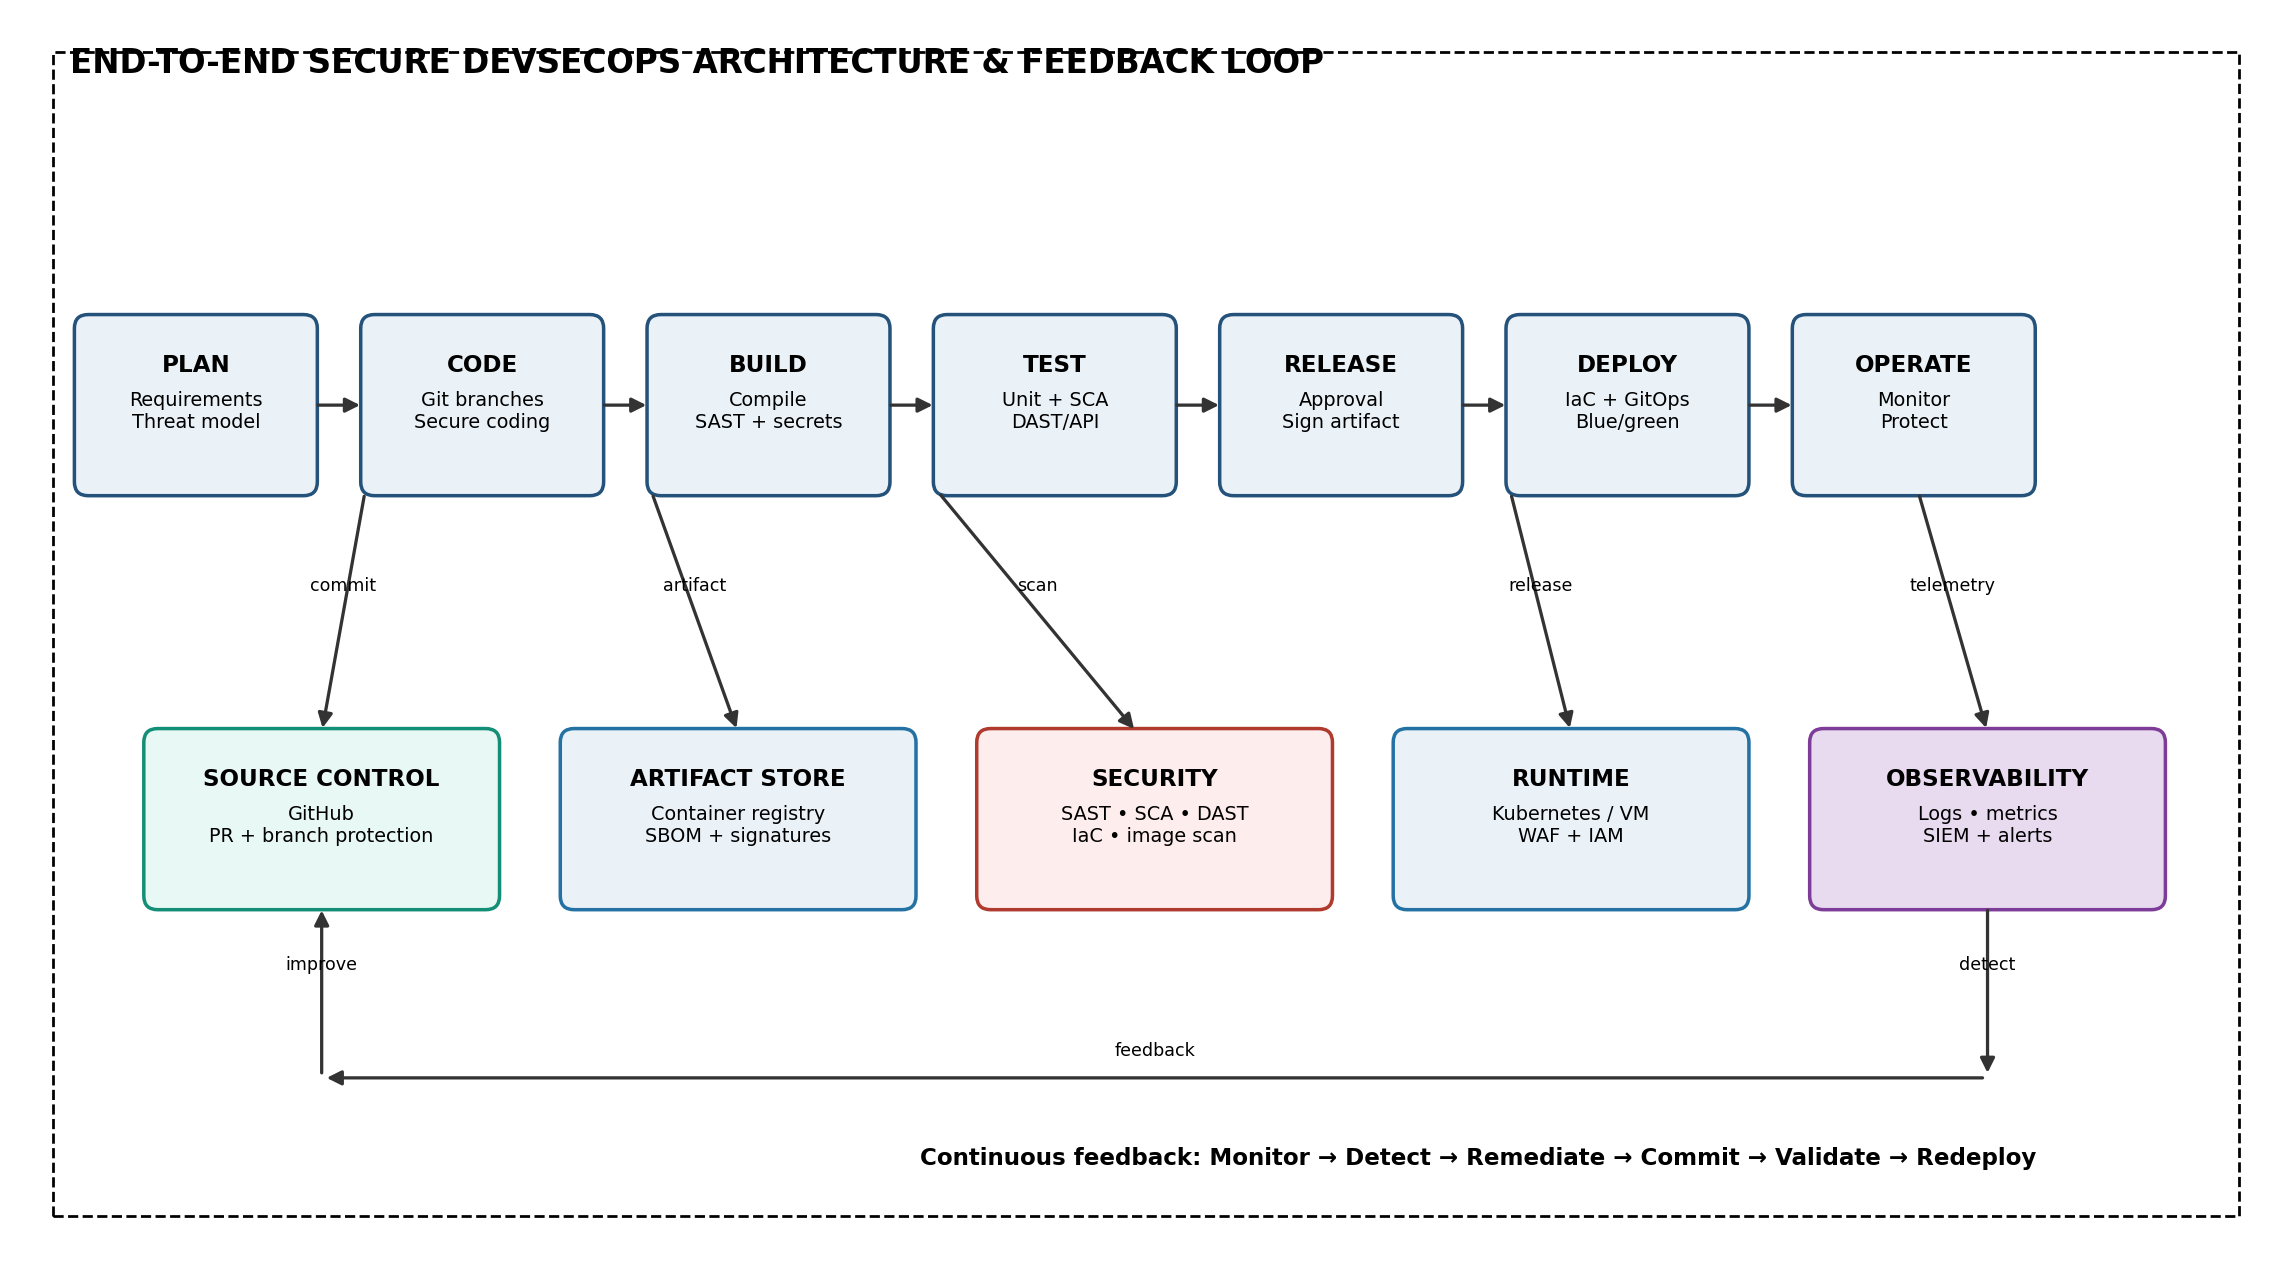 END-TO-END SECURE DEVSECOPS ARCHITECTURE & FEEDBACK LOOP
PLAN
Requirements
Threat model
CODE
Git branches
Secure coding
BUILD
Compile
SAST + secrets
TEST
Unit + SCA
DAST/API
RELEASE
Approval
Sign artifact
DEPLOY
IaC + GitOps
Blue/green
OPERATE
Monitor
Protect
commit
artifact
scan
release
telemetry
SOURCE CONTROL
GitHub
PR + branch protection
ARTIFACT STORE
Container registry
SBOM + signatures
SECURITY
SAST • SCA • DAST
IaC • image scan
RUNTIME
Kubernetes / VM
WAF + IAM
OBSERVABILITY
Logs • metrics
SIEM + alerts
improve
detect
feedback
Continuous feedback: Monitor → Detect → Remediate → Commit → Validate → Redeploy